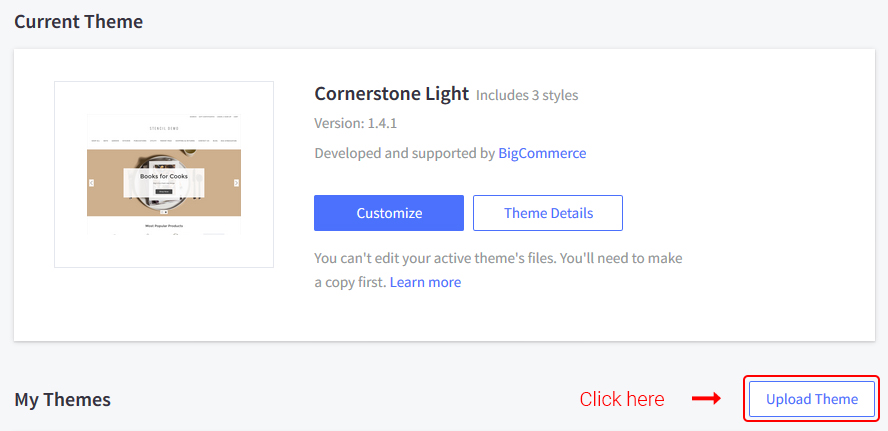 Current Theme
STENCIL DEMO
Books for Cooks
Most Popular Products
Cornerstone Light Includes 3 styles
Version: 1.4.1
Developed and supported by BigCommerce
Customize
Theme Details
You can't edit your active theme's files. You'll need to make
a copy first. Learn more
My Themes
Click here
Upload Theme